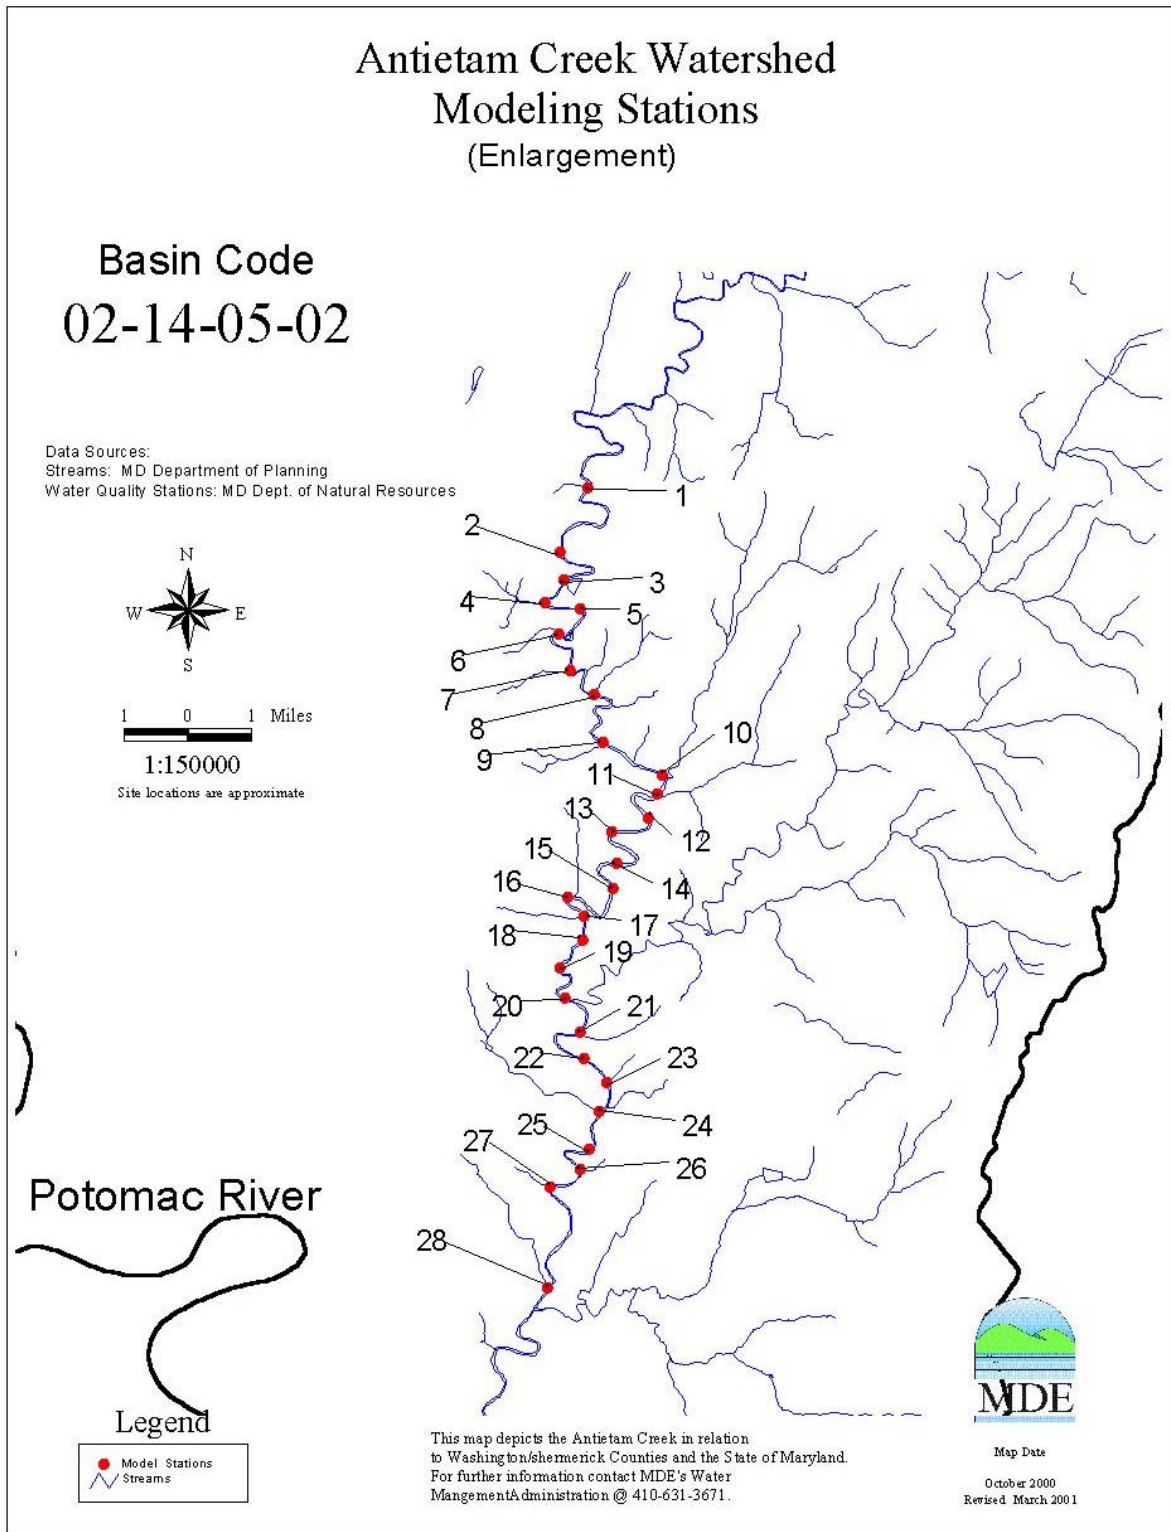 Antietam Creek Watershed
Modeling Stations
(Enlargement)
Basin Code
02-14-05-02
Data Sources:
Streams: MD Department of Planning
Water Quality Stations: MD Dept. of Natural Resources
N
W E
S
1 0 1 Miles
1:150000
Site locations are approximate
1
2
3
4
5
6
7
8
9
10
11
12
13
14
15
16
17
18
19
20
21
22
23
24
25
26
27
28
Potomac River
Legend
Model Stations
Streams
This map depicts the Antietam Creek in relation
to Washington/shermerick Counties and the State of Maryland.
For further information contact MDE's Water
MangementAdministration @ 410-631-3671.
MDE
Map Date
October 2000
Revised March 2001